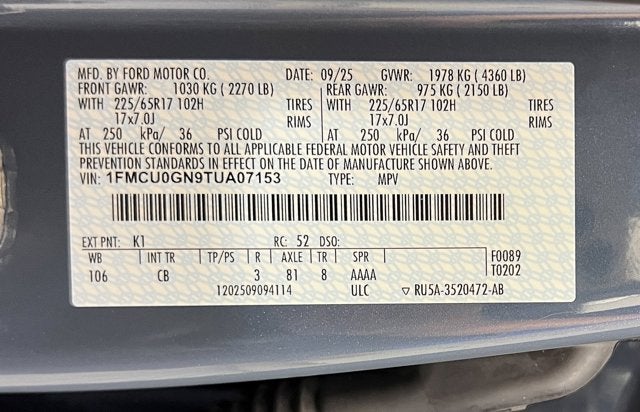 MFD. BY FORD MOTOR CO. DATE: 09/25 GVWR: 1978 KG ( 4360 LB)
FRONT GAWR: 1030 KG ( 2270 LB) REAR GAWR: 975 KG ( 2150 LB)
WITH 225/65R17 102H TIRES WITH 225/65R17 102H TIRES
17x7.0J RIMS 17x7.0J RIMS
AT 250 kPa/ 36 PSI COLD AT 250 kPa/ 36 PSI COLD
THIS VEHICLE CONFORMS TO ALL APPLICABLE FEDERAL MOTOR VEHICLE SAFETY AND THEFT
PREVENTION STANDARDS IN EFFECT ON THE DATE OF MANUFACTURE SHOWN ABOVE.
VIN: 1FMCU0GN9TUA07153 TYPE: MPV
EXT PNT: K1 RC: 52 DSO:
WB INT TR TP/PS R AXLE TR SPR F0089
106 CB 3 81 8 AAAA T0202
1202509094114 ULC ▽ RU5A-3520472-AB